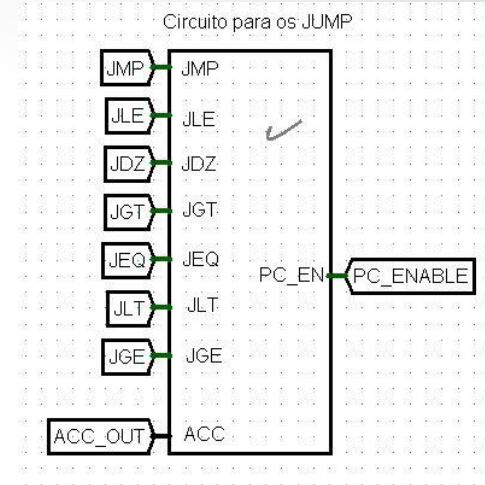 Circuito para os JUMP
JMP JMP
JLE JLE
JDZ JDZ
JGT JGT
JEQ JEQ
PC_EN PC_ENABLE
JLT JLT
JGE JGE
ACC_OUT ACC